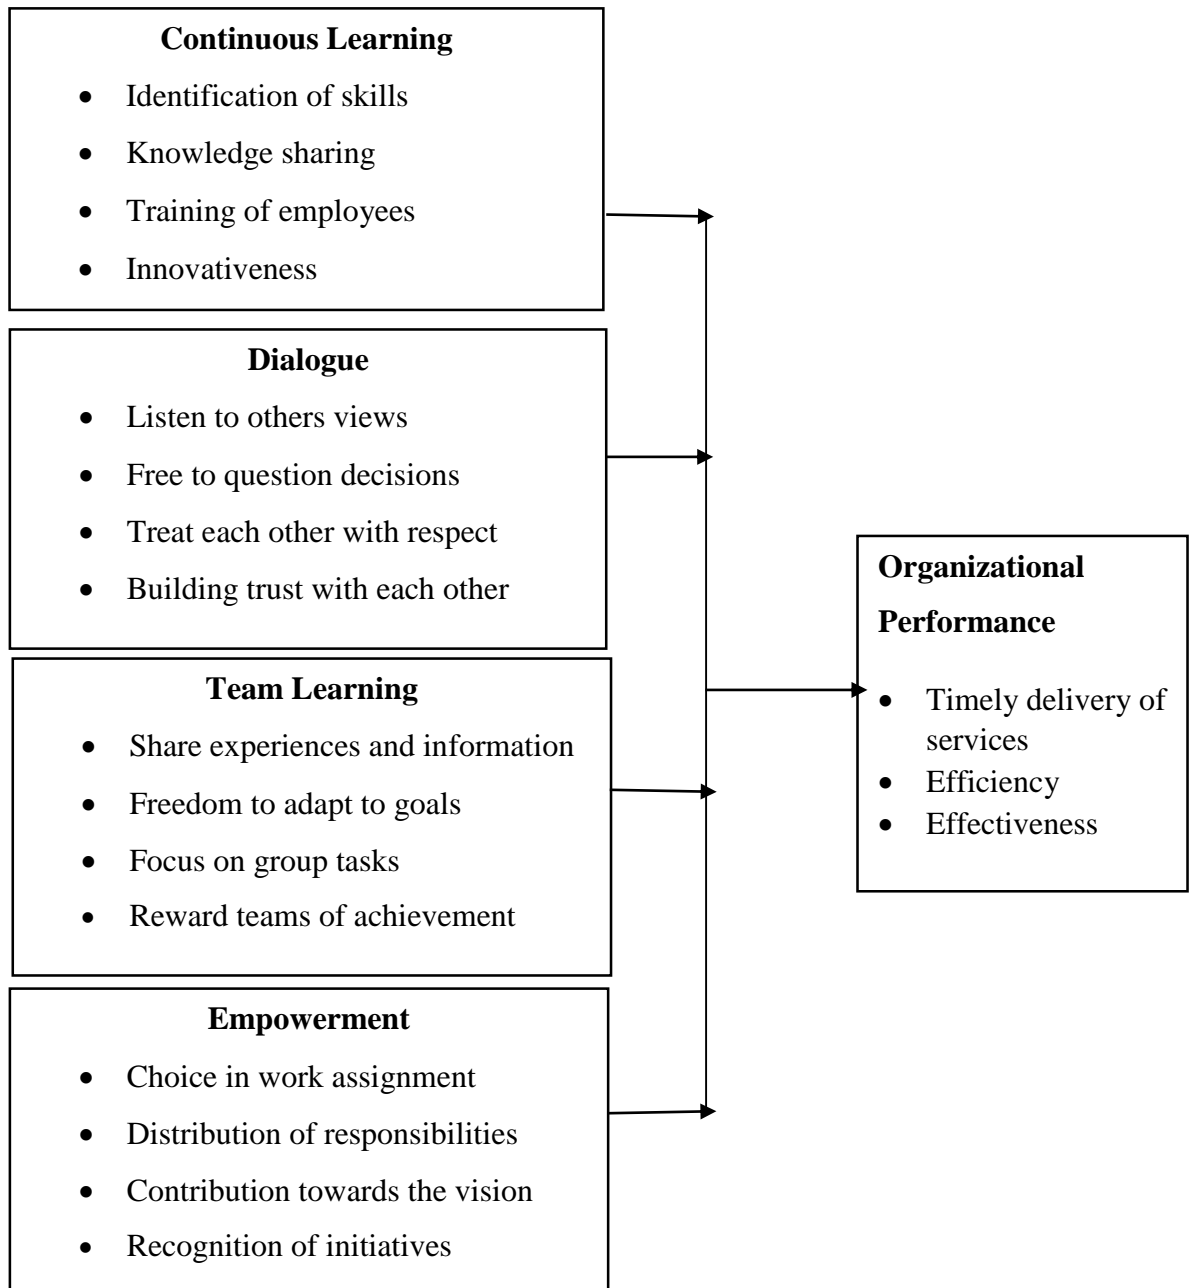 Continuous Learning
• Identification of skills
• Knowledge sharing
• Training of employees
• Innovativeness
Dialogue
• Listen to others views
• Free to question decisions
• Treat each other with respect
• Building trust with each other
Team Learning
• Share experiences and information
• Freedom to adapt to goals
• Focus on group tasks
• Reward teams of achievement
Empowerment
• Choice in work assignment
• Distribution of responsibilities
• Contribution towards the vision
• Recognition of initiatives
Organizational
Performance
• Timely delivery of
services
• Efficiency
• Effectiveness